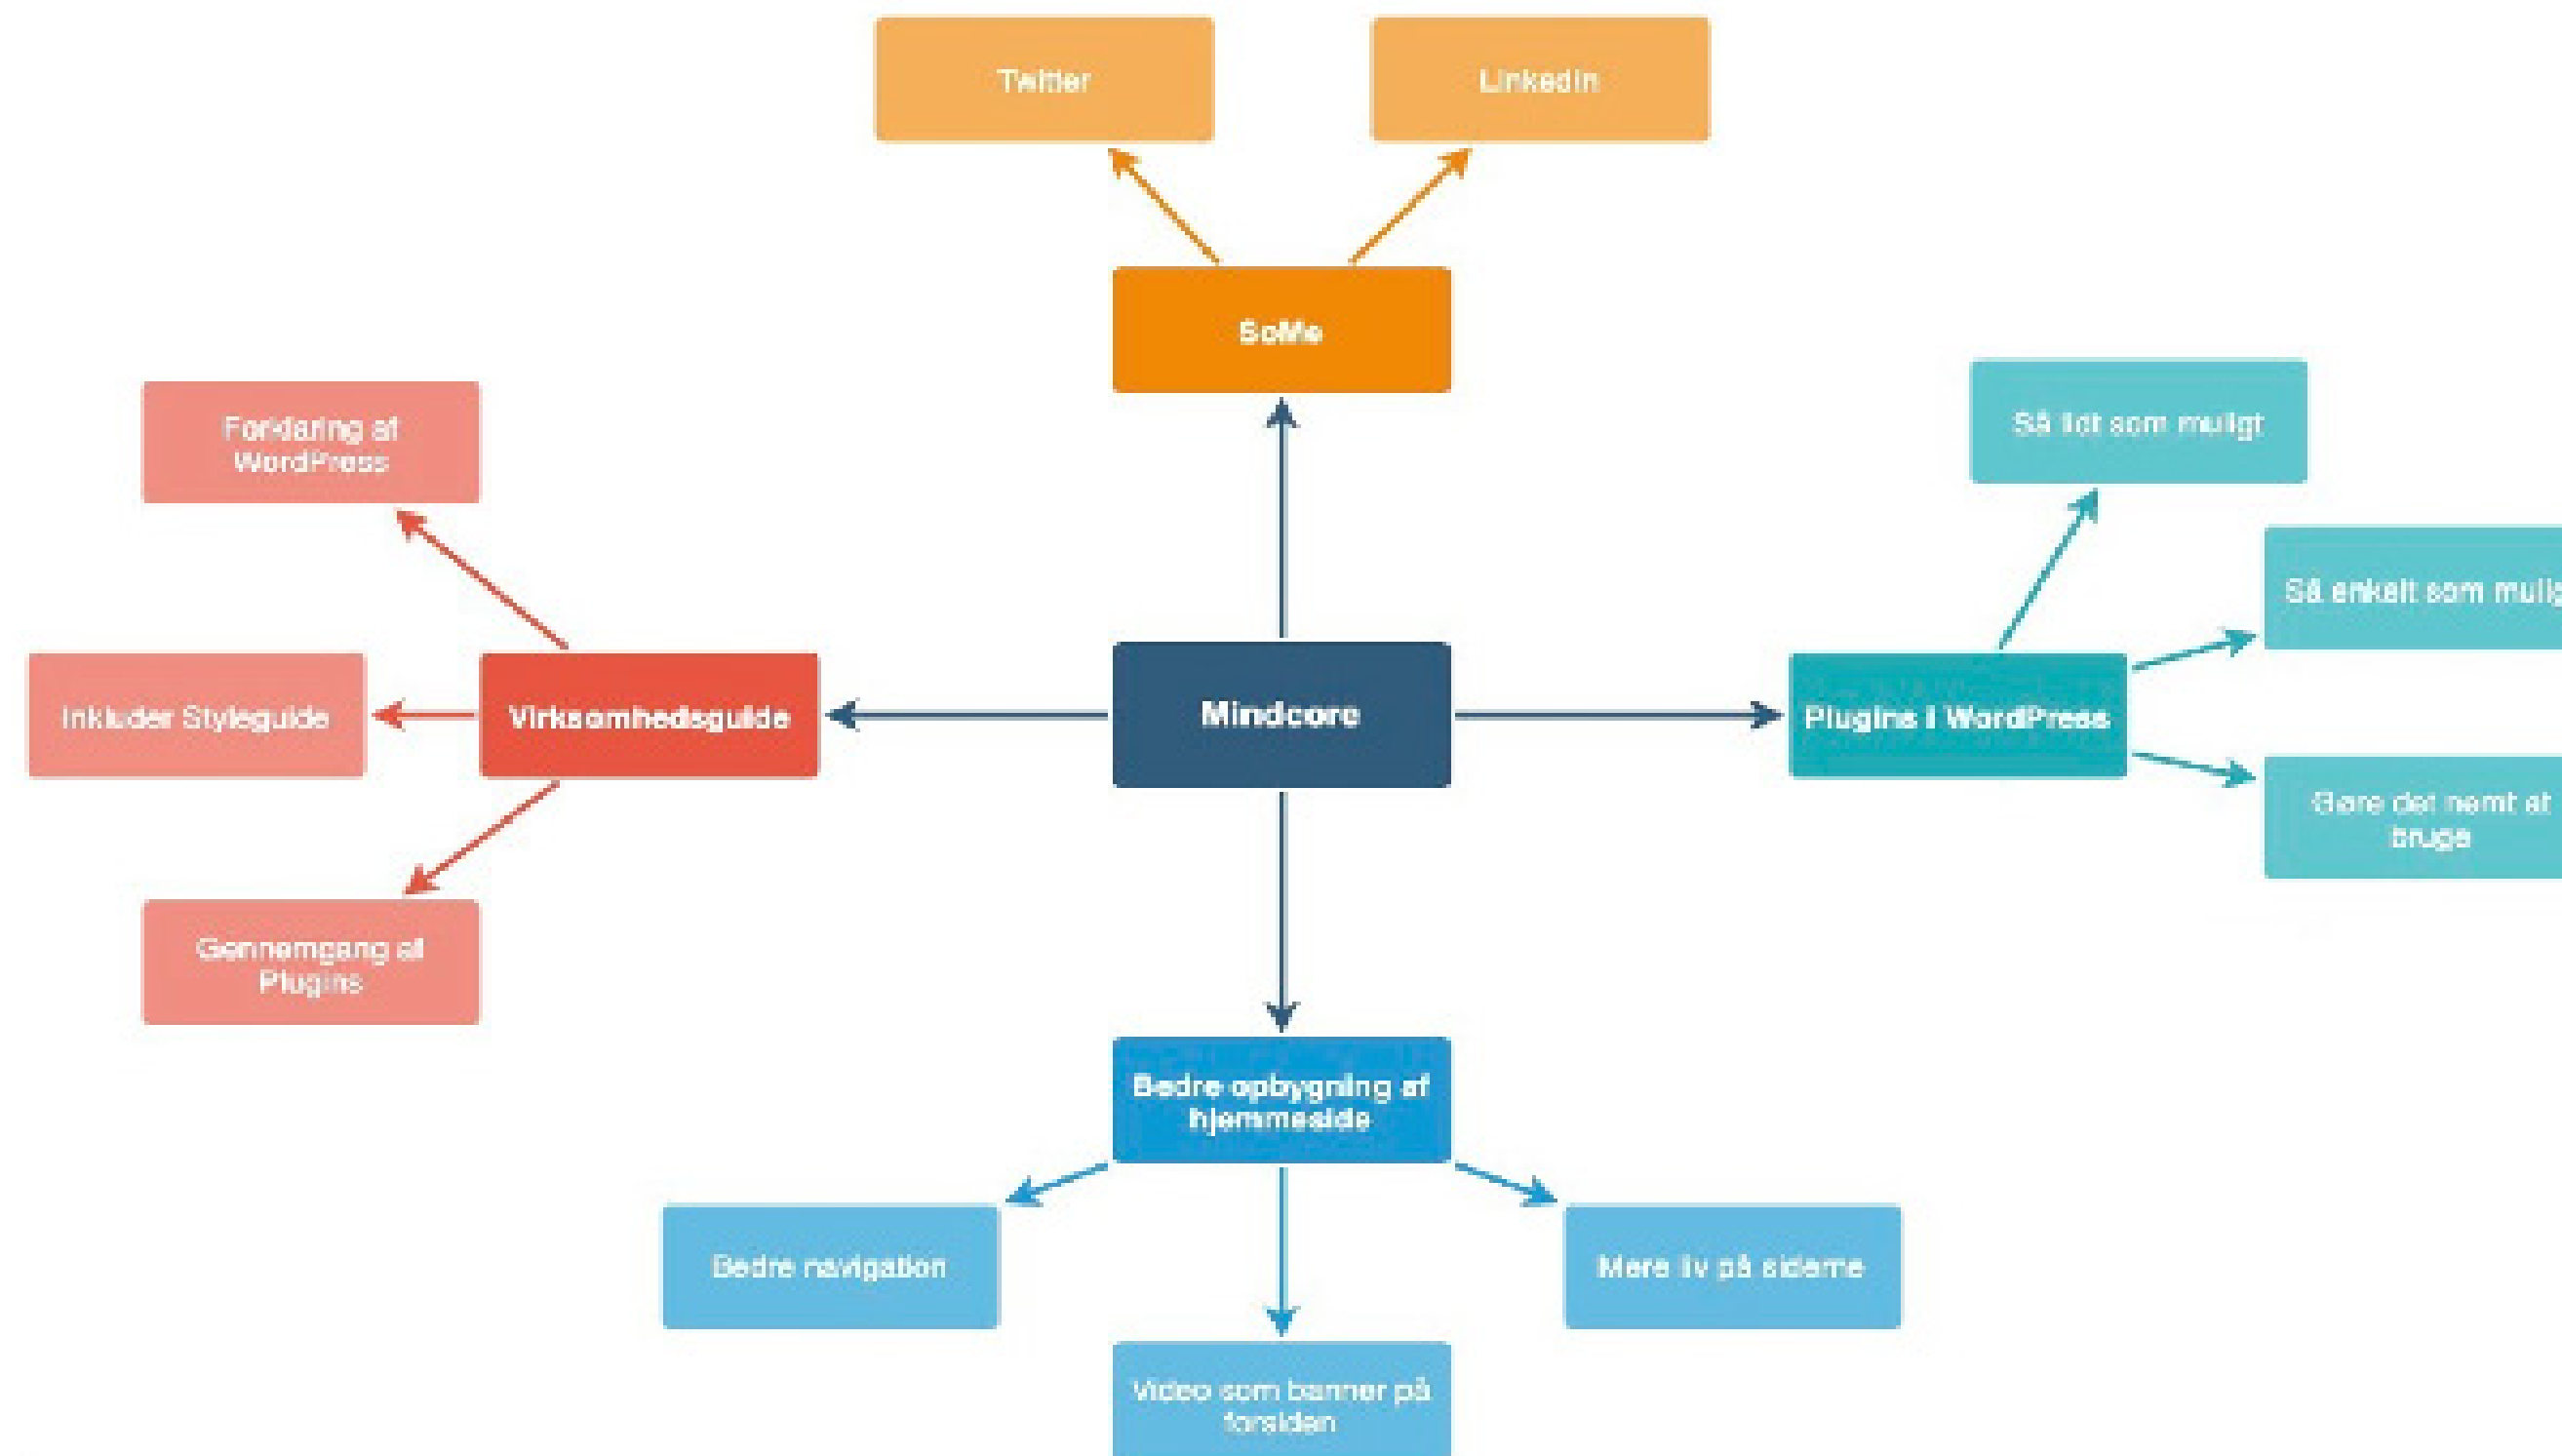 Twitter
Linkedin
SoMe
Forklaring af
WordPress
Så lidt som muligt
Så enkelt som mulig
Inkluder Styleguide
Virksomhedsguide
Mindcore
Plugins i WordPress
Gøre det nemt at
bruge
Gennemgang af
Plugins
Bedre opbygning af
hjemmeside
Bedre navigation
Mere liv på siderne
Video som banner på
forsiden